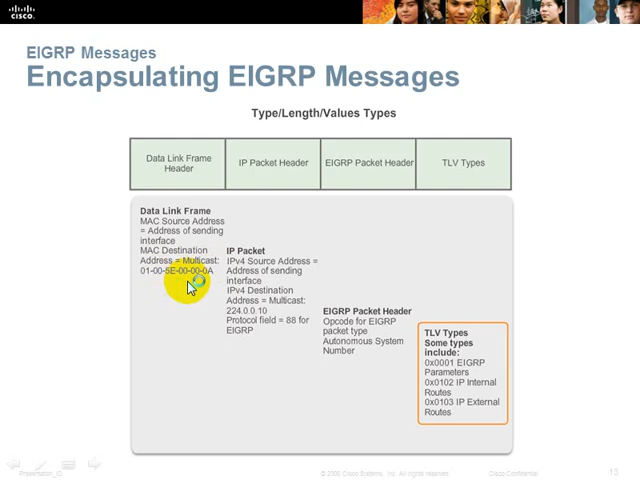 CISCO
EIGRP Messages
Encapsulating EIGRP Messages
Type/Length/Values Types
Data Link Frame
Header
IP Packet Header
EIGRP Packet Header
TLV Types
Data Link Frame
MAC Source Address
= Address of sending
interface
MAC Destination
Address = Multicast:
01-00-5E-00-00-0A
IP Packet
IPv4 Source Address =
Address of sending
interface
IPv4 Destination
Address = Multicast:
224.0.0.10
Protocol field = 88 for
EIGRP
EIGRP Packet Header
Opcode for EIGRP
packet type
Autonomous System
Number
TLV Types
Some types
include:
0x0001 EIGRP
Parameters
0x0102 IP Internal
Routes
0x0103 IP External
Routes
Presentation_ID
Cisco Systems, Inc. All rights reserved.
Cisco Confidential
13